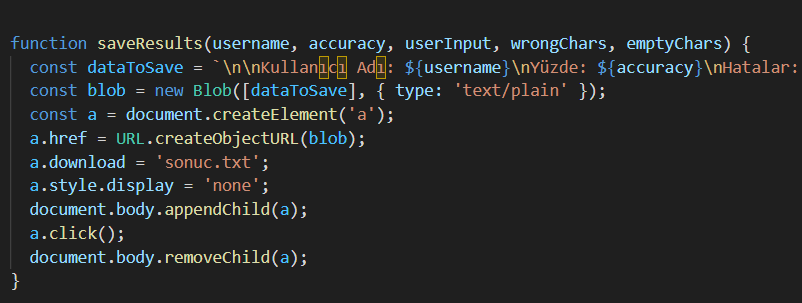 function saveResults(username, accuracy, userInput, wrongChars, emptyChars) {
const dataToSave = `\n\nKullanıcı Adı: ${username}\nYüzde: ${accuracy}\nHatalar:
const blob = new Blob([dataToSave], { type: 'text/plain' });
const a = document.createElement('a');
a.href = URL.createObjectURL(blob);
a.download = 'sonuc.txt';
a.style.display = 'none';
document.body.appendChild(a);
a.click();
document.body.removeChild(a);
}